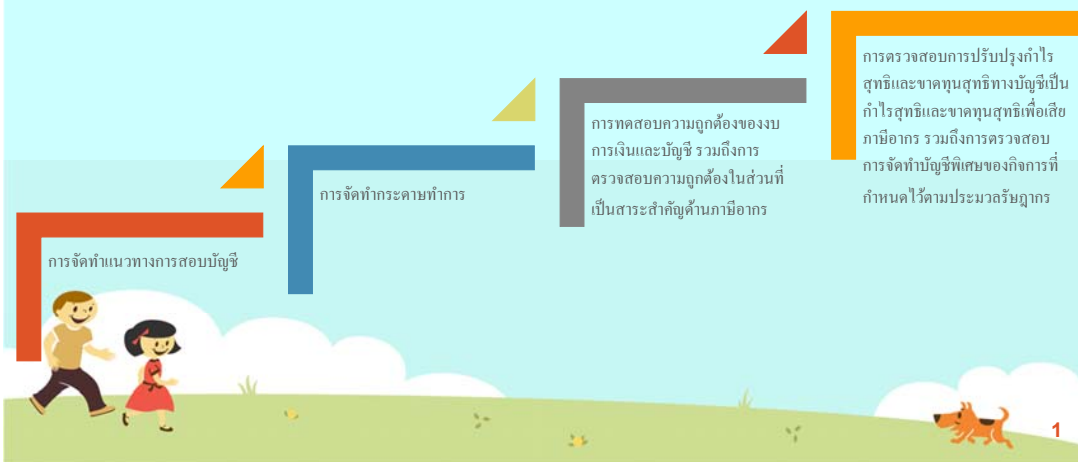 การจัดทำแนวทางการสอบบัญชี
การจัดทำกระดาษทำการ
การทดสอบความถูกต้องของงบ
การเงินและบัญชี รวมถึงการ
ตรวจสอบความถูกต้องในส่วนที่
เป็นสาระสำคัญด้านภาษีอากร
การตรวจสอบการปรับปรุงกำไร
สุทธิและขาดทุนสุทธิทางบัญชีเป็น
กำไรสุทธิและขาดทุนสุทธิเพื่อเสีย
ภาษีอากร รวมถึงการตรวจสอบ
การจัดทำบัญชีพิเศษของกิจการที่
กำหนดไว้ตามประมวลรัษฎากร
1